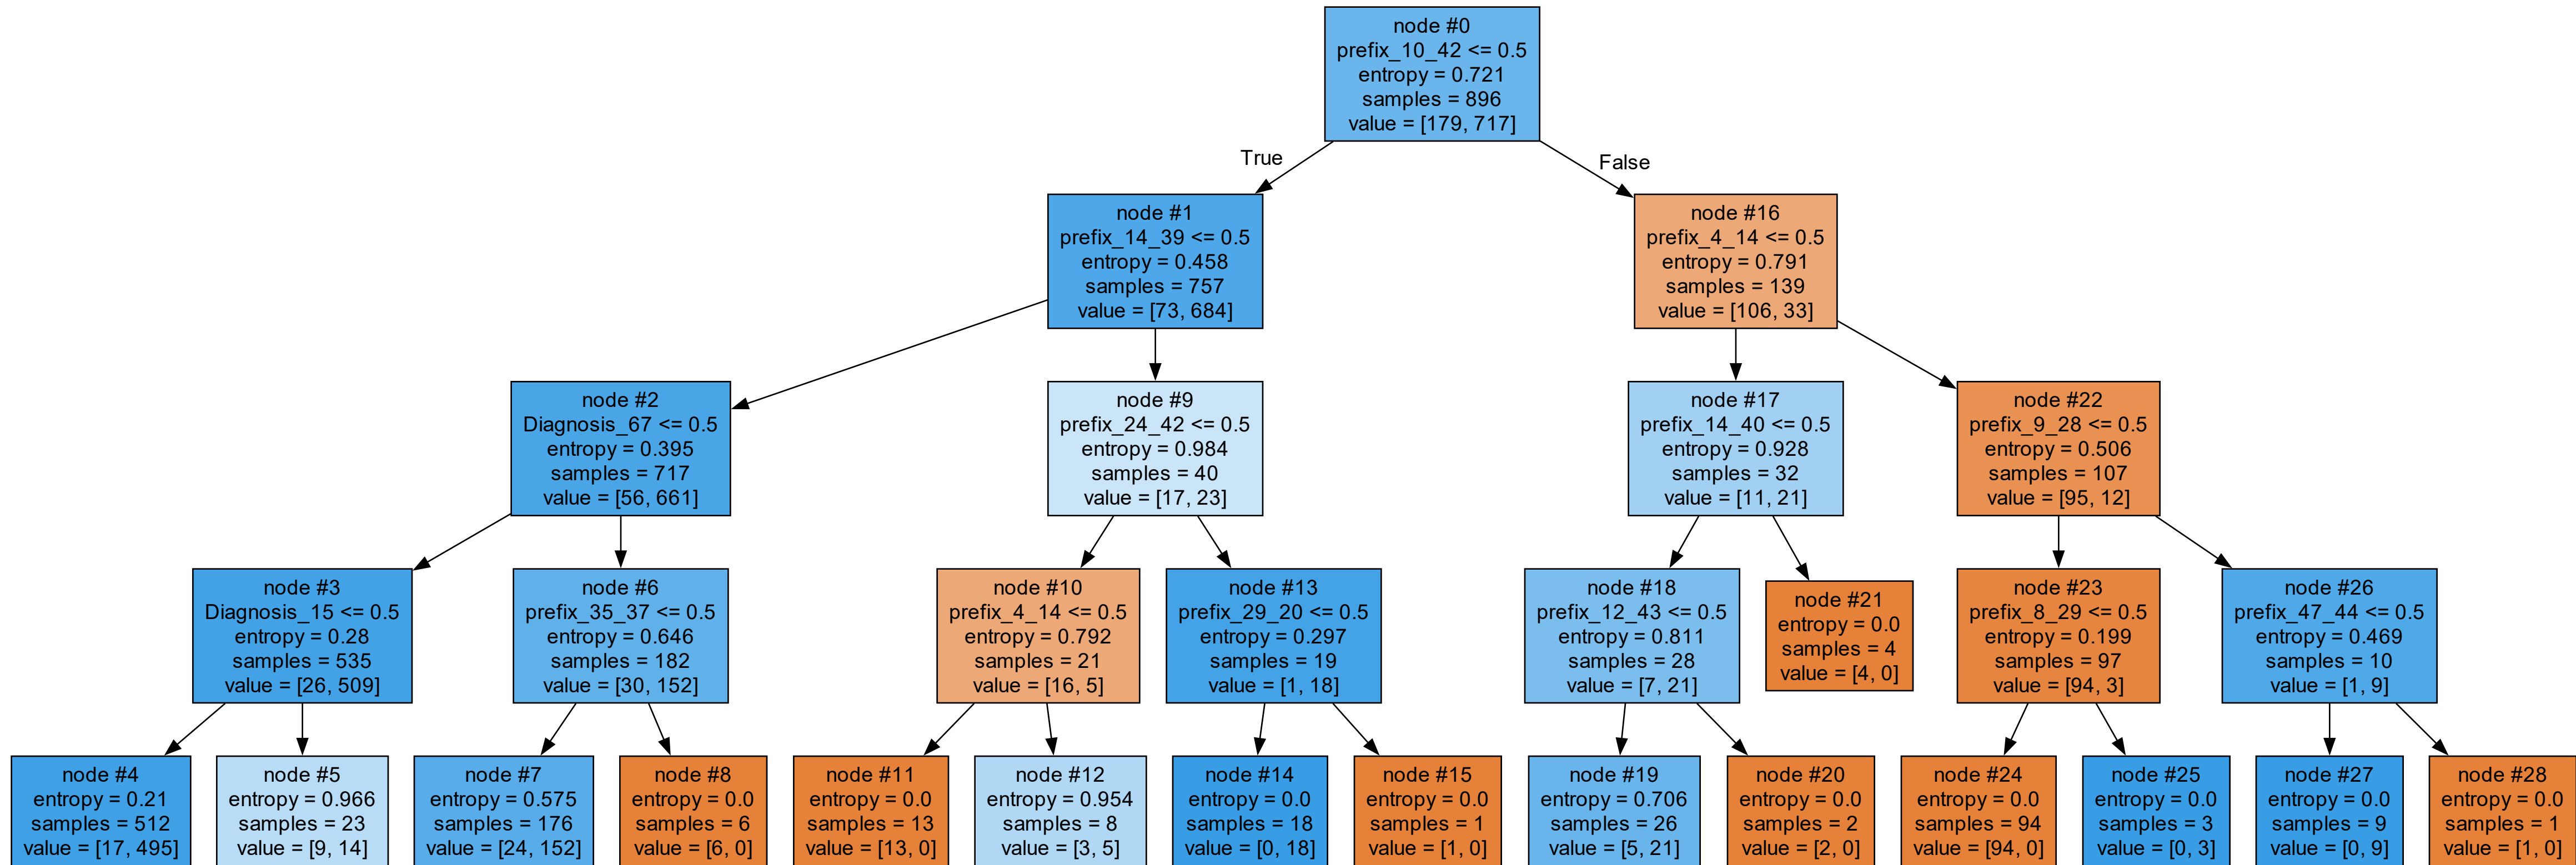 node #0
prefix_10_42 <= 0.5
entropy = 0.721
samples = 896
value = [179, 717]
True
False
node #1
prefix_14_39 <= 0.5
entropy = 0.458
samples = 757
value = [73, 684]
node #16
prefix_4_14 <= 0.5
entropy = 0.791
samples = 139
value = [106, 33]
node #2
Diagnosis_67 <= 0.5
entropy = 0.395
samples = 717
value = [56, 661]
node #9
prefix_24_42 <= 0.5
entropy = 0.984
samples = 40
value = [17, 23]
node #17
prefix_14_40 <= 0.5
entropy = 0.928
samples = 32
value = [11, 21]
node #22
prefix_9_28 <= 0.5
entropy = 0.506
samples = 107
value = [95, 12]
node #3
Diagnosis_15 <= 0.5
entropy = 0.28
samples = 535
value = [26, 509]
node #6
prefix_35_37 <= 0.5
entropy = 0.646
samples = 182
value = [30, 152]
node #10
prefix_4_14 <= 0.5
entropy = 0.792
samples = 21
value = [16, 5]
node #13
prefix_29_20 <= 0.5
entropy = 0.297
samples = 19
value = [1, 18]
node #18
prefix_12_43 <= 0.5
entropy = 0.811
samples = 28
value = [7, 21]
node #21
entropy = 0.0
samples = 4
value = [4, 0]
node #23
prefix_8_29 <= 0.5
entropy = 0.199
samples = 97
value = [94, 3]
node #26
prefix_47_44 <= 0.5
entropy = 0.469
samples = 10
value = [1, 9]
node #4
entropy = 0.21
samples = 512
value = [17, 495]
node #5
entropy = 0.966
samples = 23
value = [9, 14]
node #7
entropy = 0.575
samples = 176
value = [24, 152]
node #8
entropy = 0.0
samples = 6
value = [6, 0]
node #11
entropy = 0.0
samples = 13
value = [13, 0]
node #12
entropy = 0.954
samples = 8
value = [3, 5]
node #14
entropy = 0.0
samples = 18
value = [0, 18]
node #15
entropy = 0.0
samples = 1
value = [1, 0]
node #19
entropy = 0.706
samples = 26
value = [5, 21]
node #20
entropy = 0.0
samples = 2
value = [2, 0]
node #24
entropy = 0.0
samples = 94
value = [94, 0]
node #25
entropy = 0.0
samples = 3
value = [0, 3]
node #27
entropy = 0.0
samples = 9
value = [0, 9]
node #28
entropy = 0.0
samples = 1
value = [1, 0]